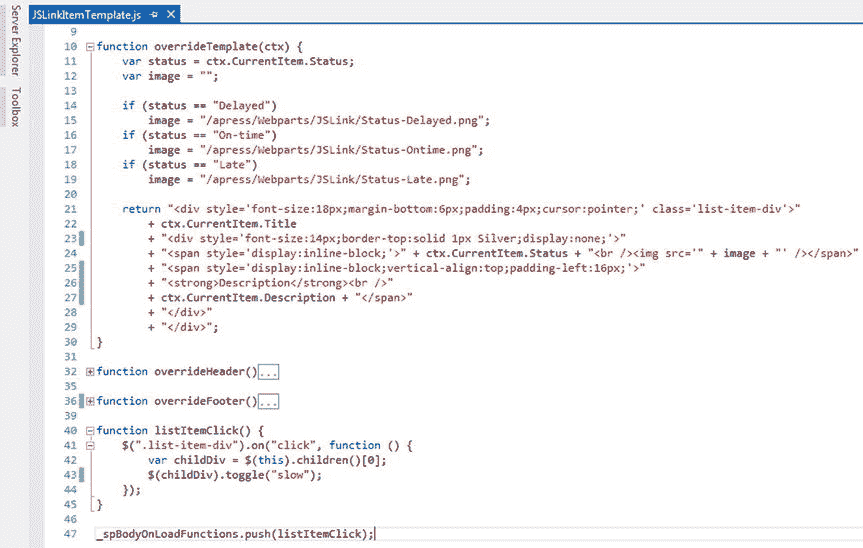 Server Explorer
Toolbox
JSLinkItemTemplate.js
9
10 function overrideTemplate(ctx) {
11 var status = ctx.CurrentItem.Status;
12 var image = "";
13
14 if (status == "Delayed")
15 image = "/apress/Webparts/JSLink/Status-Delayed.png";
16 if (status == "On-time")
17 image = "/apress/Webparts/JSLink/Status-Ontime.png";
18 if (status == "Late")
19 image = "/apress/Webparts/JSLink/Status-Late.png";
20
21 return "<div style='font-size:18px;margin-bottom:6px;padding:4px;cursor:pointer;' class='list-item-div'>"
22 + ctx.CurrentItem.Title
23 + "<div style='font-size:14px;border-top:solid 1px Silver;display:none;'>"
24 + "<span style='display:inline-block;'>" + ctx.CurrentItem.Status + "<br /><img src='" + image + "' /></span>"
25 + "<span style='display:inline-block;vertical-align:top;padding-left:16px;'>"
26 + "<strong>Description</strong><br />"
27 + ctx.CurrentItem.Description + "</span>"
28 + "</div>"
29 + "</div>";
30 }
31
32 function overrideHeader()...
35
36 function overrideFooter()...
39
40 function listItemClick() {
41 $(".list-item-div").on("click", function () {
42 var childDiv = $(this).children()[0];
43 $(childDiv).toggle("slow");
44 });
45 }
46
47 _spBodyOnLoadFunctions.push(listItemClick);